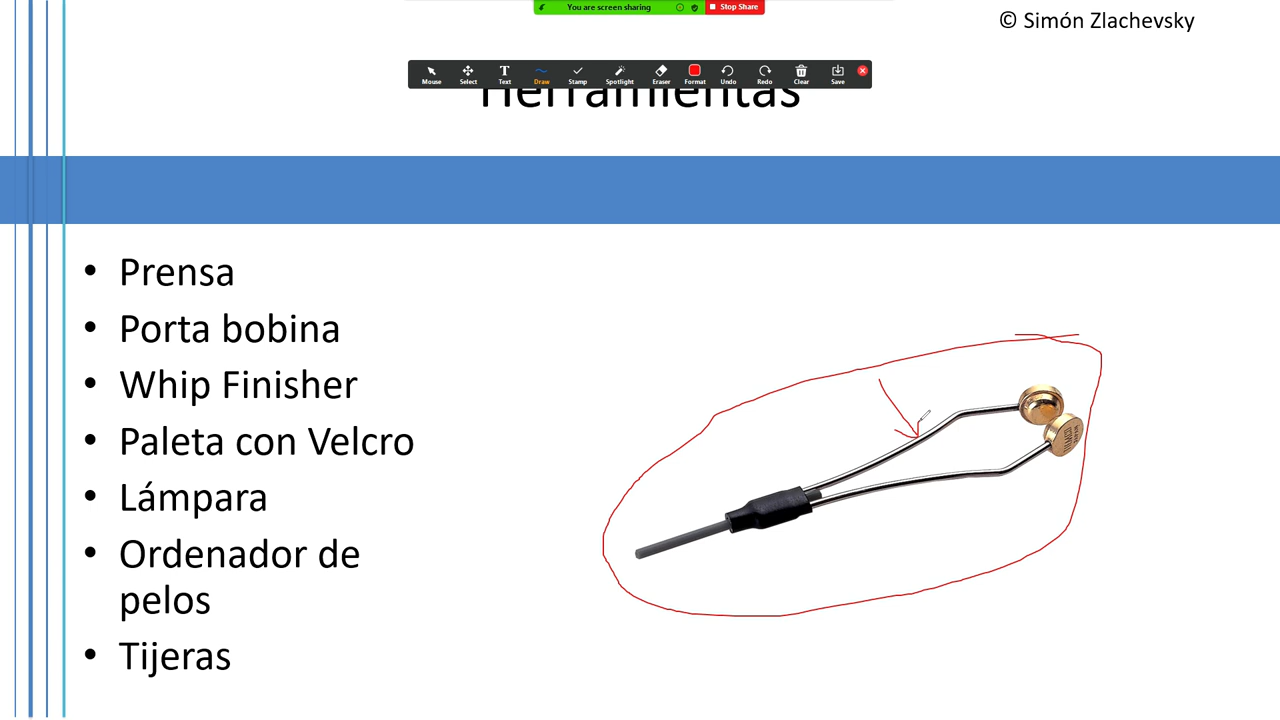 You are screen sharing
Stop Share
© Simón Zlachevsky
Mouse
Select
Text
Draw
Stamp
Spotlight
Eraser
Format
Undo
Redo
Clear
Save
Herramientas
• Prensa
• Porta bobina
• Whip Finisher
• Paleta con Velcro
• Lámpara
• Ordenador de
pelos
• Tijeras